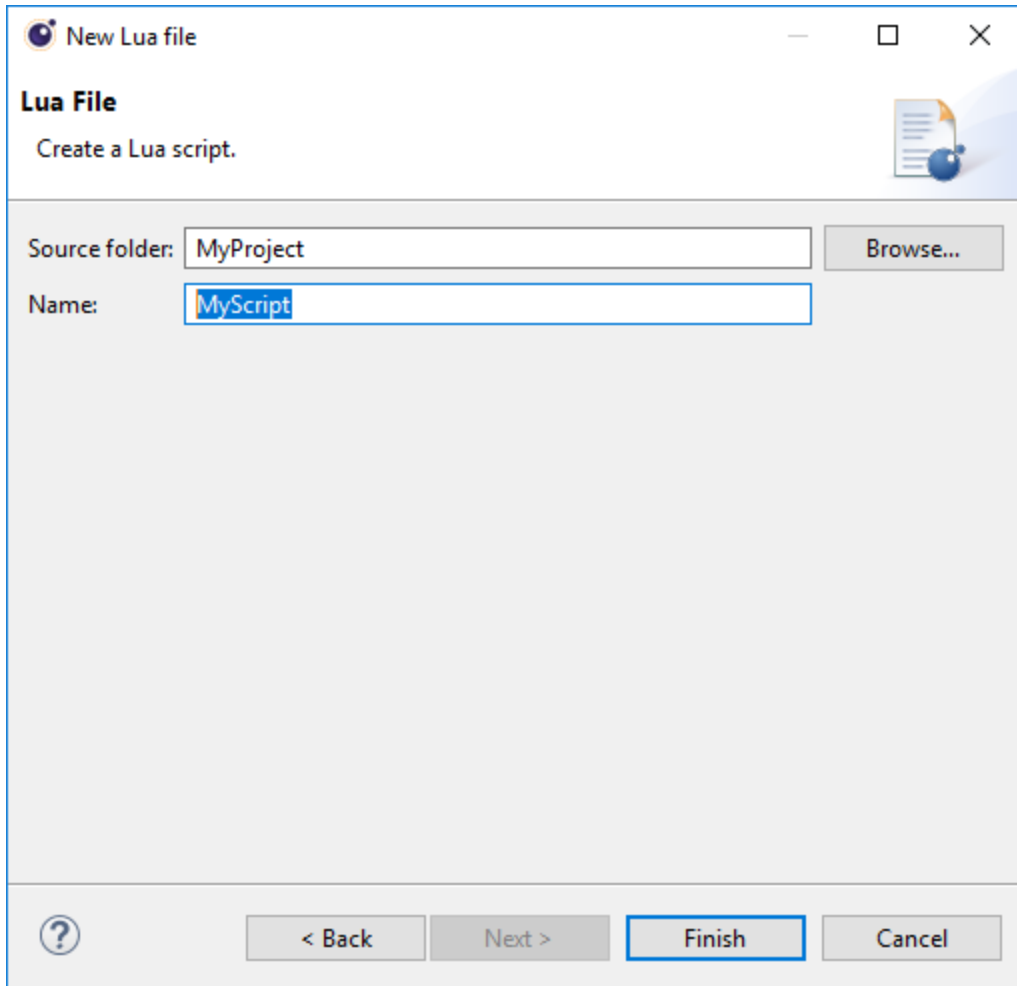 New Lua file
Lua File
Create a Lua script.
Source folder: MyProject Browse...
Name: MyScript
? < Back Next > Finish Cancel